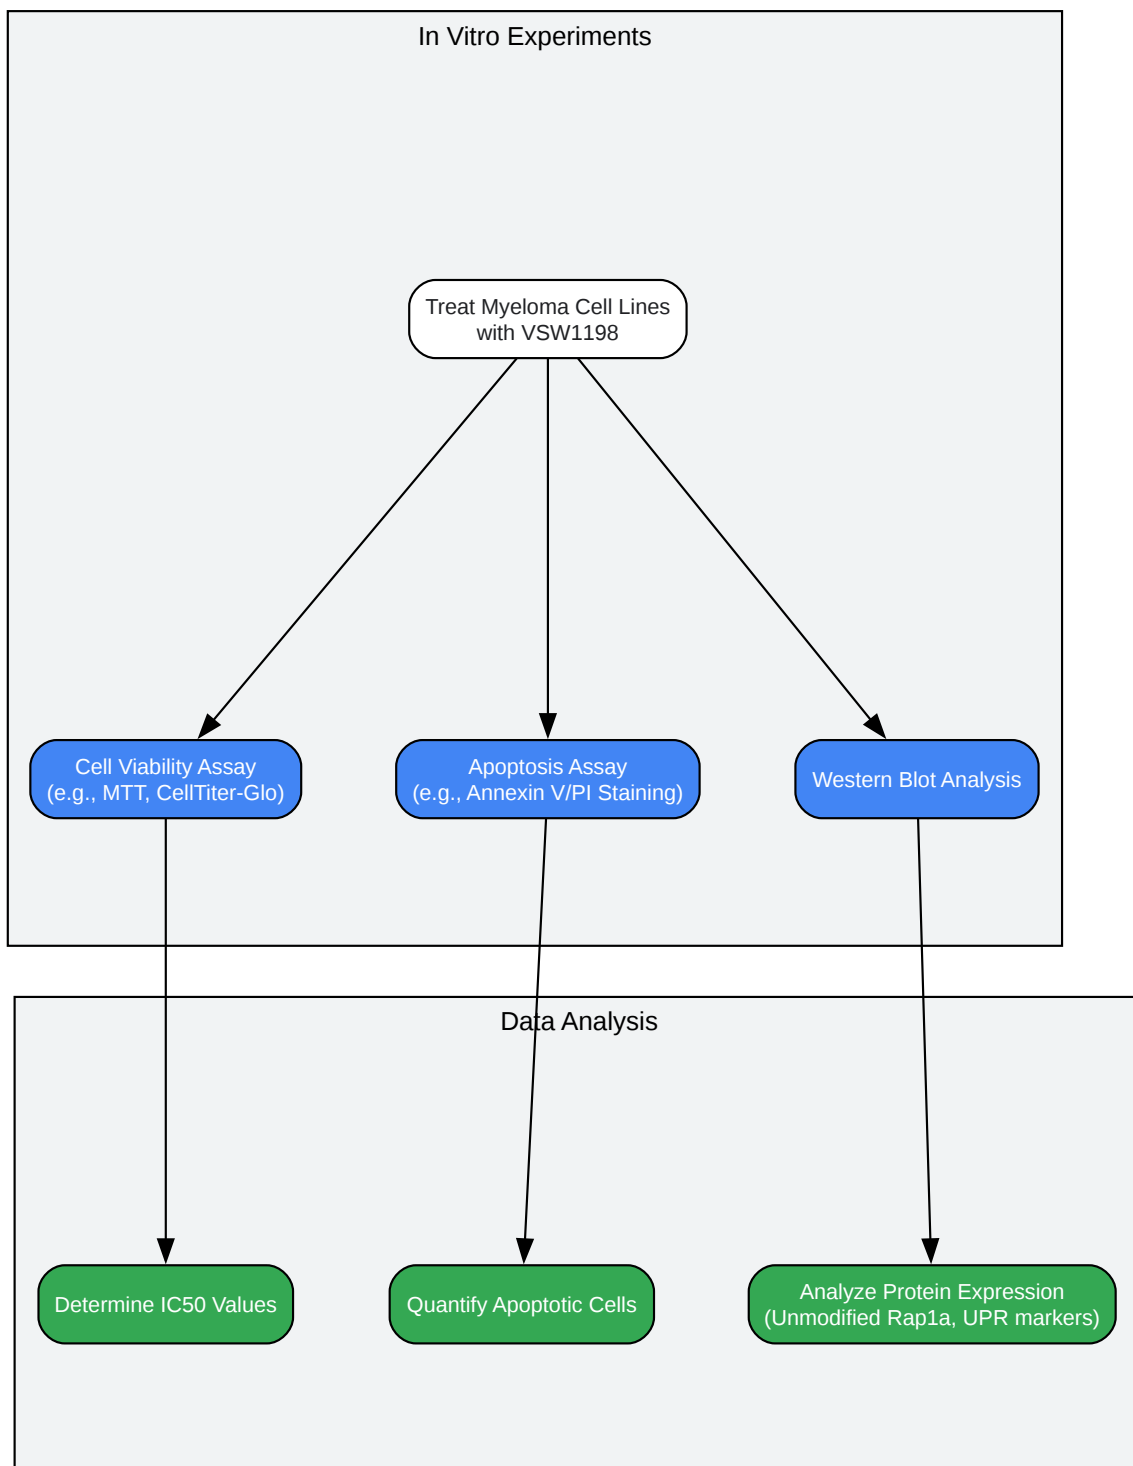 In Vitro Experiments
Treat Myeloma Cell Lines
with VSW1198
Cell Viability Assay
(e.g., MTT, CellTiter-Glo)
Apoptosis Assay
(e.g., Annexin V/PI Staining)
Western Blot Analysis
Data Analysis
Determine IC50 Values
Quantify Apoptotic Cells
Analyze Protein Expression
(Unmodified Rap1a, UPR markers)